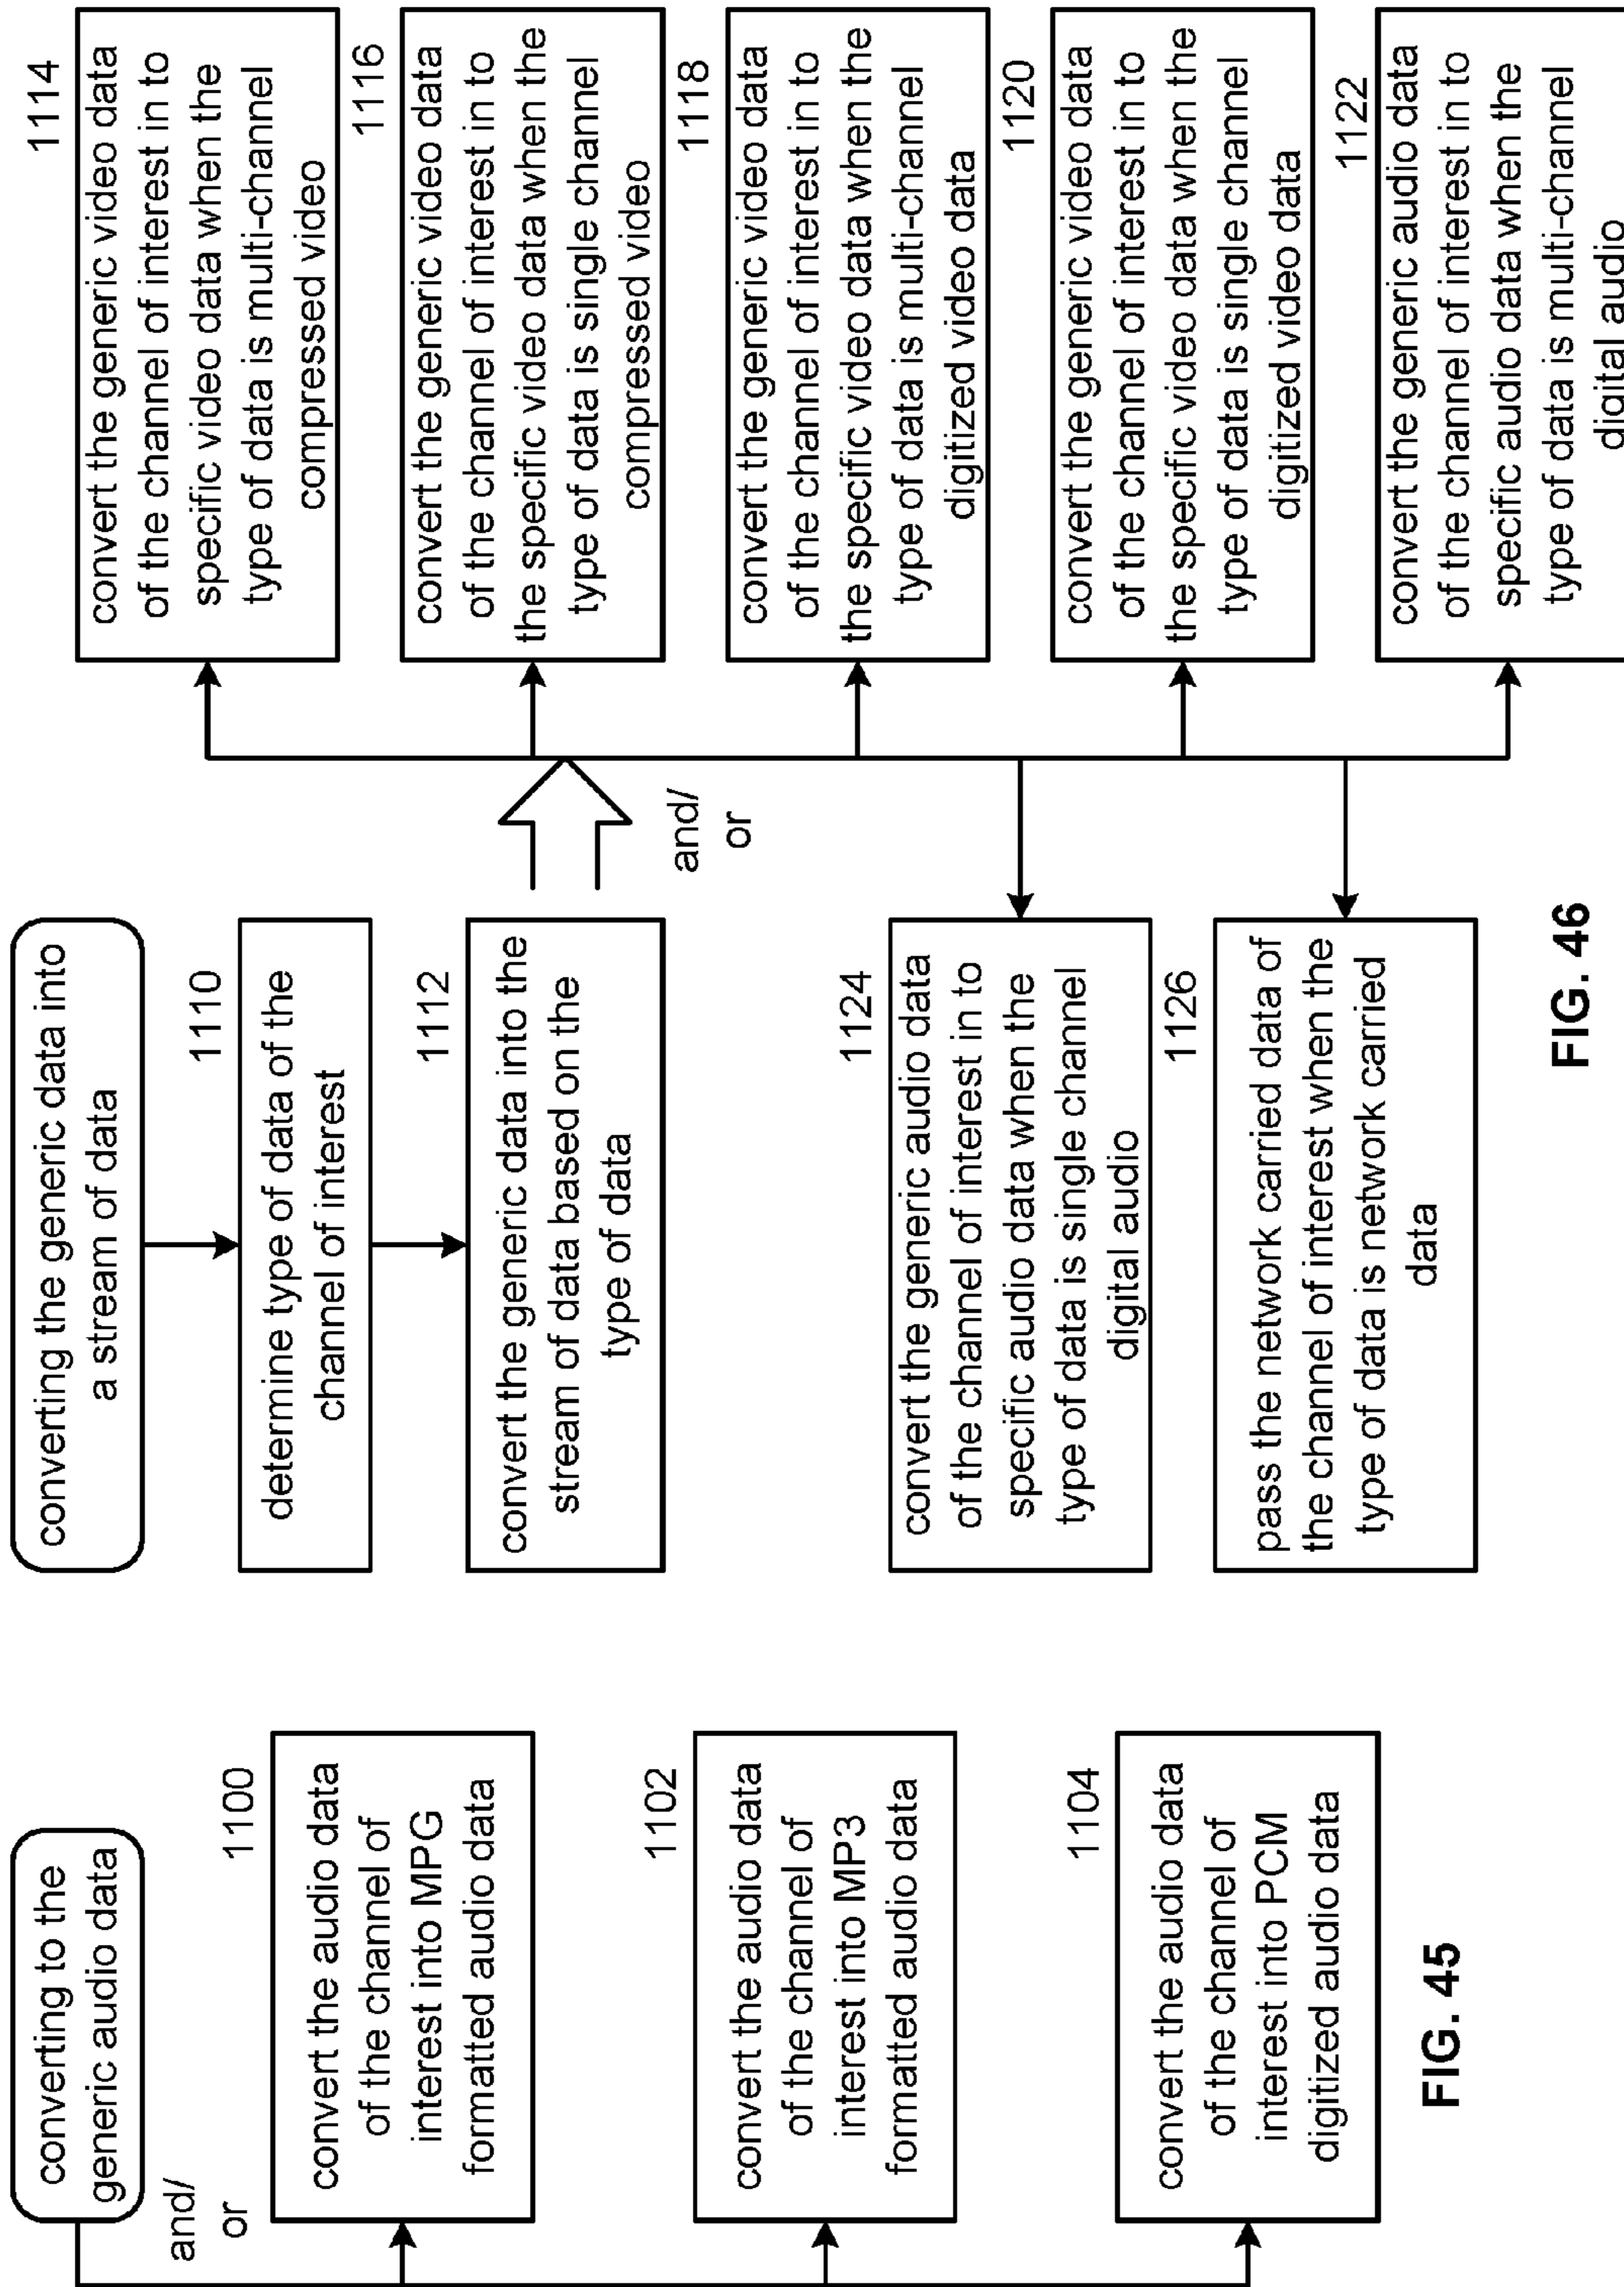 converting to the
generic audio data
and/
or
1100
convert the audio data
of the channel of
interest into MPG
formatted audio data
1102
convert the audio data
of the channel of
interest into MP3
formatted audio data
1104
convert the audio data
of the channel of
interest into PCM
digitized audio data
FIG. 45
converting the generic data into
a stream of data
1110
determine type of data of the
channel of interest
1112
convert the generic data into the
stream of data based on the
type of data
and/
or
1114
convert the generic video data
of the channel of interest in to
specific video data when the
type of data is multi-channel
compressed video
1116
convert the generic video data
of the channel of interest in to
the specific video data when the
type of data is single channel
compressed video
1118
convert the generic video data
of the channel of interest in to
the specific video data when the
type of data is multi-channel
digitized video data
1120
convert the generic video data
of the channel of interest in to
the specific video data when the
type of data is single channel
digitized video data
1122
convert the generic audio data
of the channel of interest in to
specific audio data when the
type of data is multi-channel
digital audio
1124
convert the generic audio data
of the channel of interest in to
specific audio data when the
type of data is single channel
digital audio
1126
pass the network carried data of
the channel of interest when the
type of data is network carried
data
FIG. 46